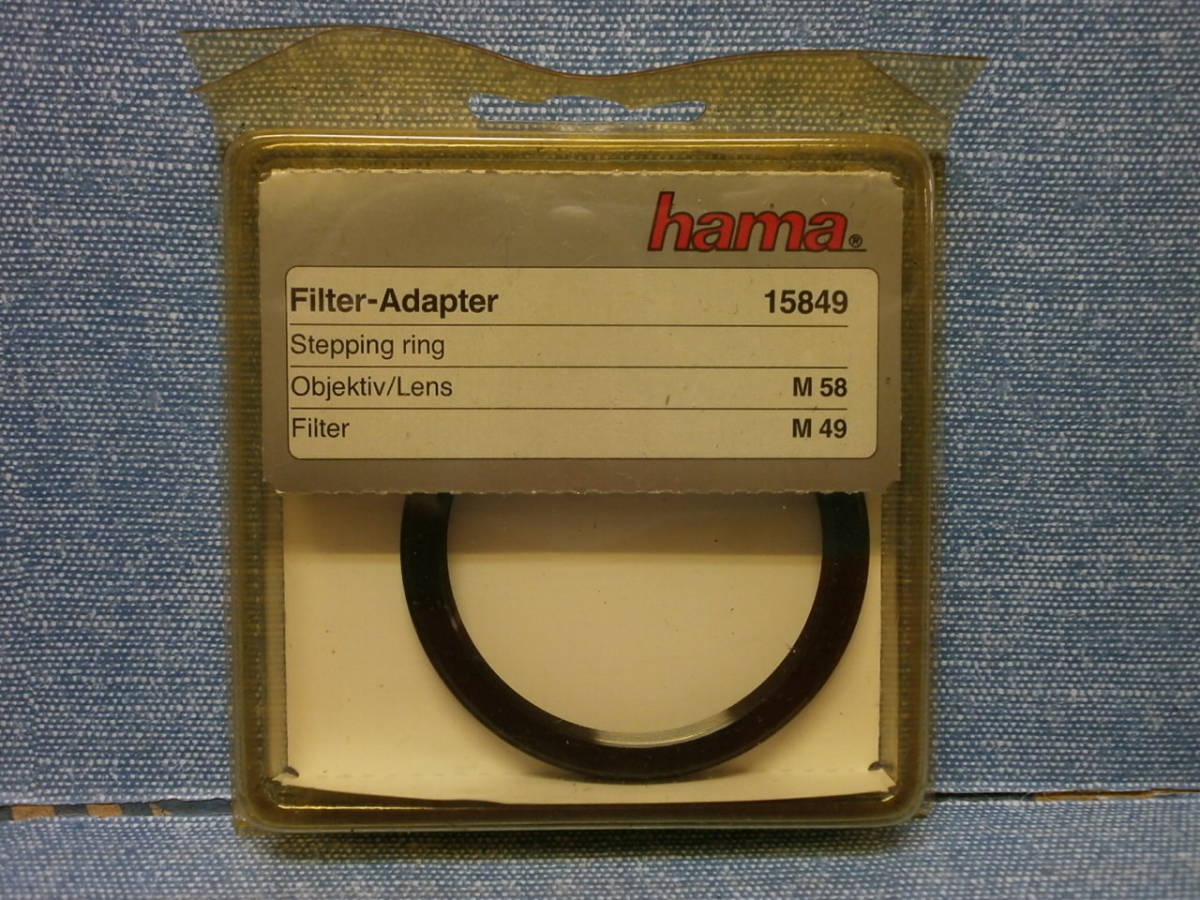 hama®
Filter-Adapter 15849
Stepping ring
Objektiv/Lens M 58
Filter M 49